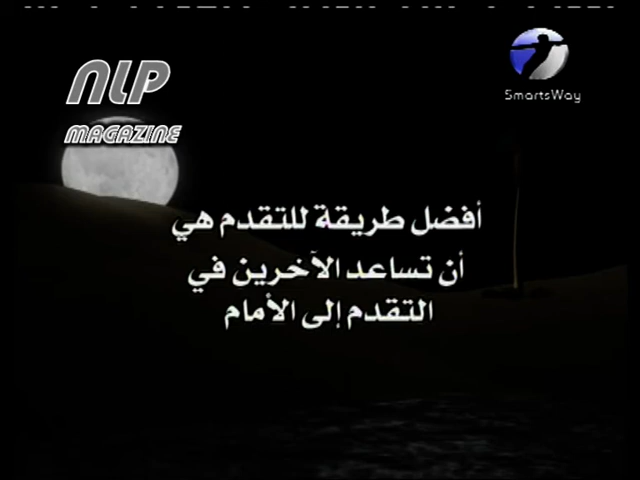 NLP
MAGAZINE
SmartsWay
أفضل طريقة للتقدم هي
أن تساعد الآخرين في
التقدم إلى الأمام